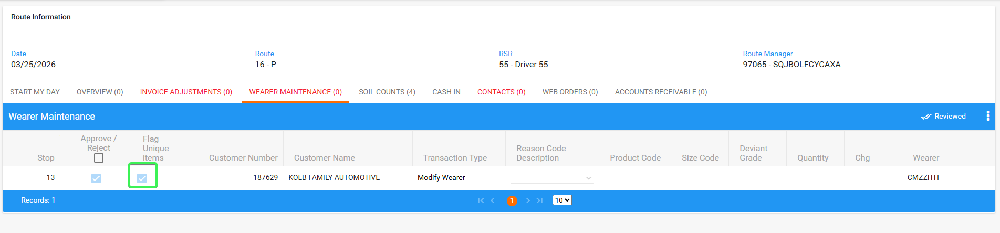 Route Information
Date
Route
RSR
Route Manager
03/25/2026
16 - P
55 - Driver 55
97065 - SQJBOLFCYCAXA
START MY DAY
OVERVIEW (0)
INVOICE ADJUSTMENTS (0)
WEARER MAINTENANCE (0)
SOIL COUNTS (4)
CASH IN
CONTACTS (0)
WEB ORDERS (0)
ACCOUNTS RECEIVABLE (0)
Wearer Maintenance
Reviewed
Stop
Approve /
Reject
Flag
Unique
items
Customer Number
Customer Name
Transaction Type
Reason Code
Description
Product Code
Size Code
Deviant
Grade
Quantity
Chg
Wearer
13
187629
KOLB FAMILY AUTOMOTIVE
Modify Wearer
CMZZITH
Records: 1
1
10